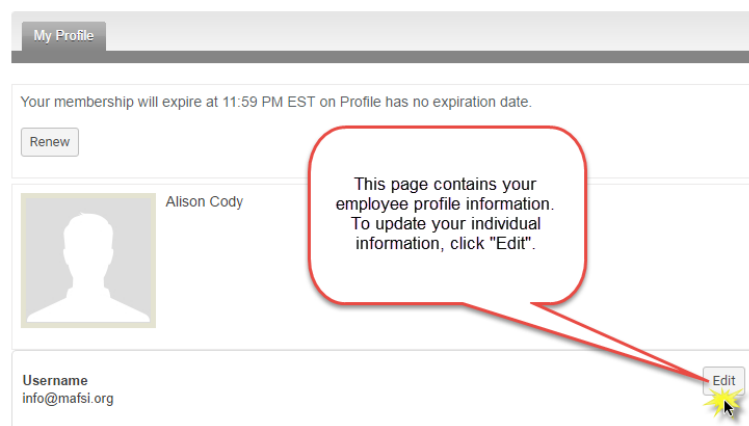 My Profile
Your membership will expire at 11:59 PM EST on Profile has no expiration date.
Renew
Alison Cody
This page contains your
employee profile information.
To update your individual
information, click "Edit".
Username
info@mafsi.org
Edit